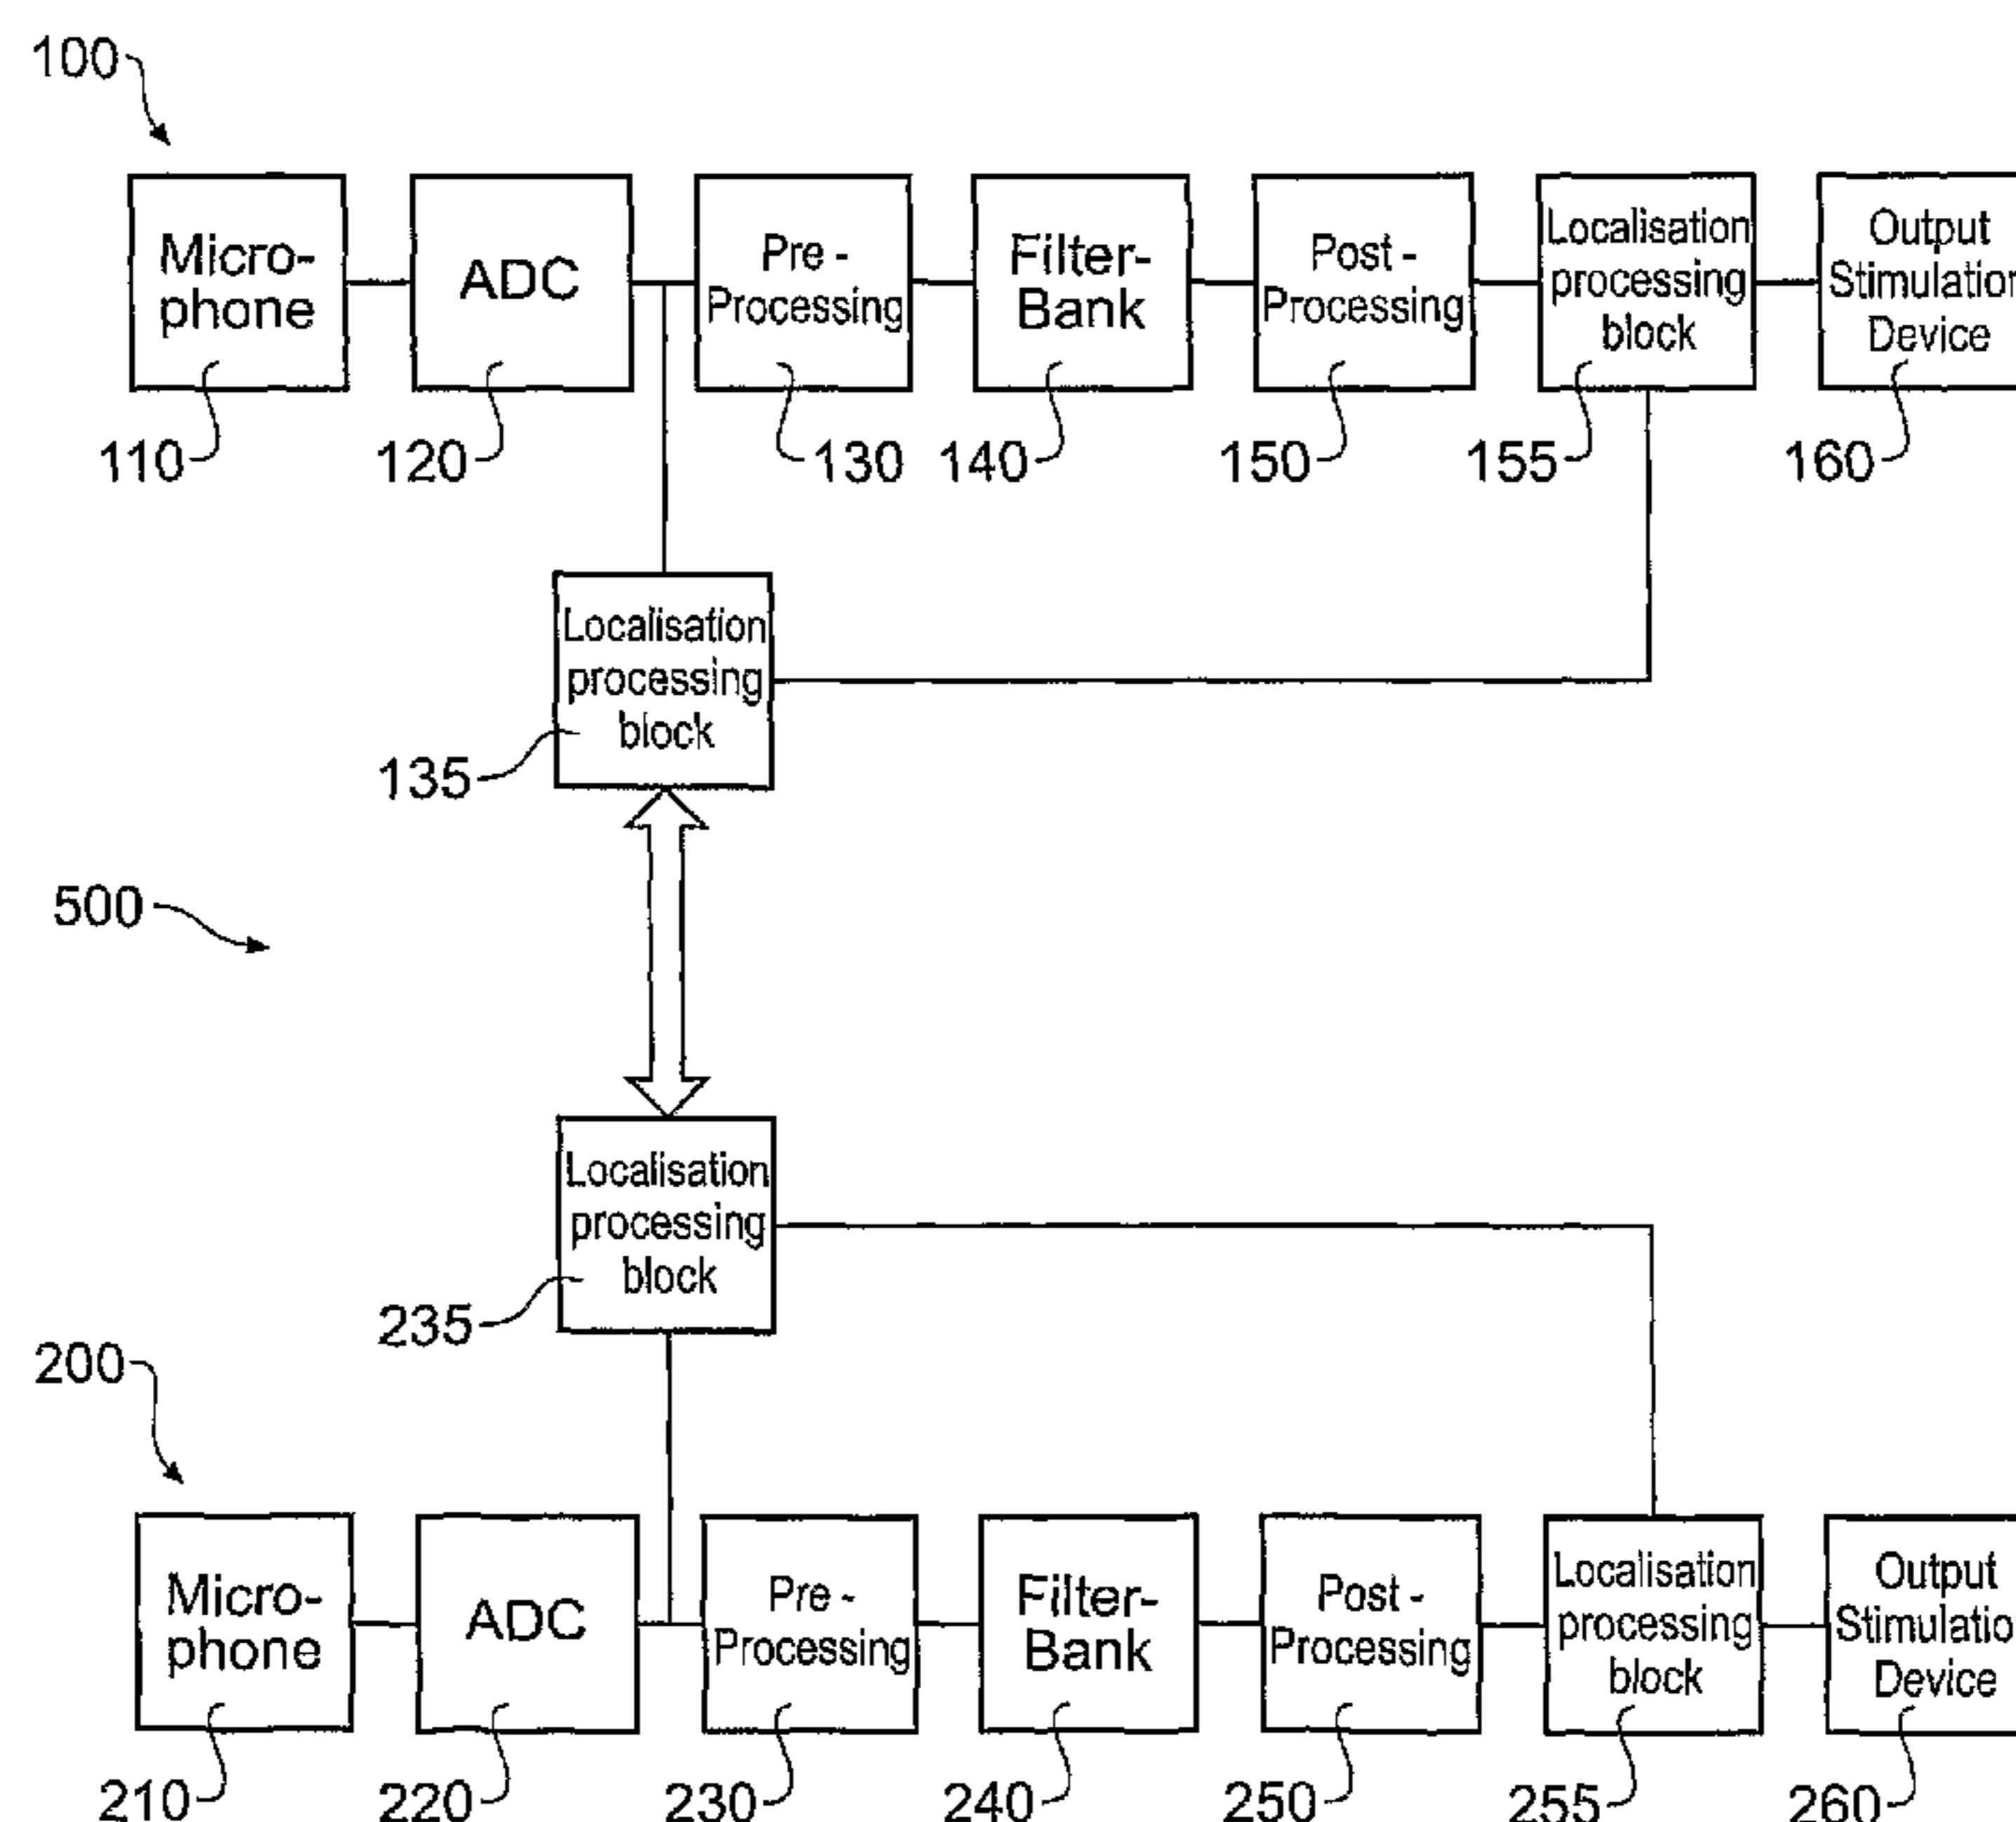 100
Micro-
phone
ADC
Pre -
Processing
Filter-
Bank
Post -
Processing
Localisation
processing
block
Output
Stimulation
Device
110
120
130
140
150
155
160
Localisation
processing
block
135
500
Localisation
processing
block
235
200
Micro-
phone
ADC
Pre -
Processing
Filter-
Bank
Post -
Processing
Localisation
processing
block
Output
Stimulatio
Device
210
220
230
240
250
255
260